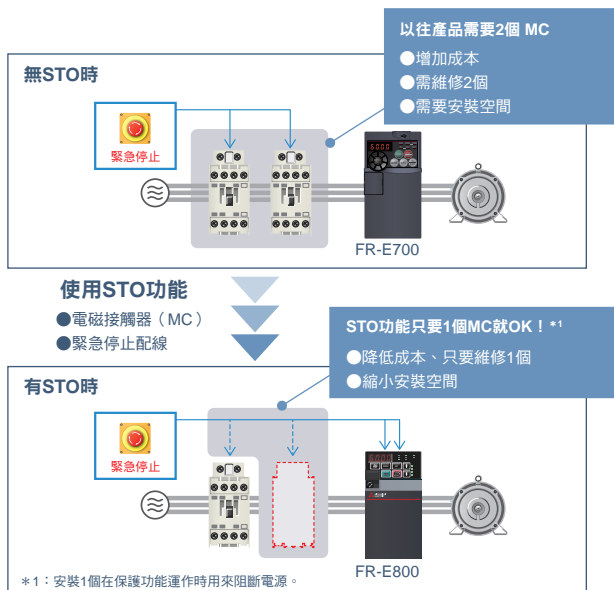 以往產品需要2個 MC
●增加成本
●需維修2個
●需要安裝空間
無STO時
緊急停止
FR-E700
使用STO功能
●電磁接觸器（MC）
●緊急停止配線
STO功能只要1個MC就OK！*1
●降低成本、只要維修1個
●縮小安裝空間
有STO時
緊急停止
FR-E800
＊1：安裝1個在保護功能運作時用來阻斷電源。